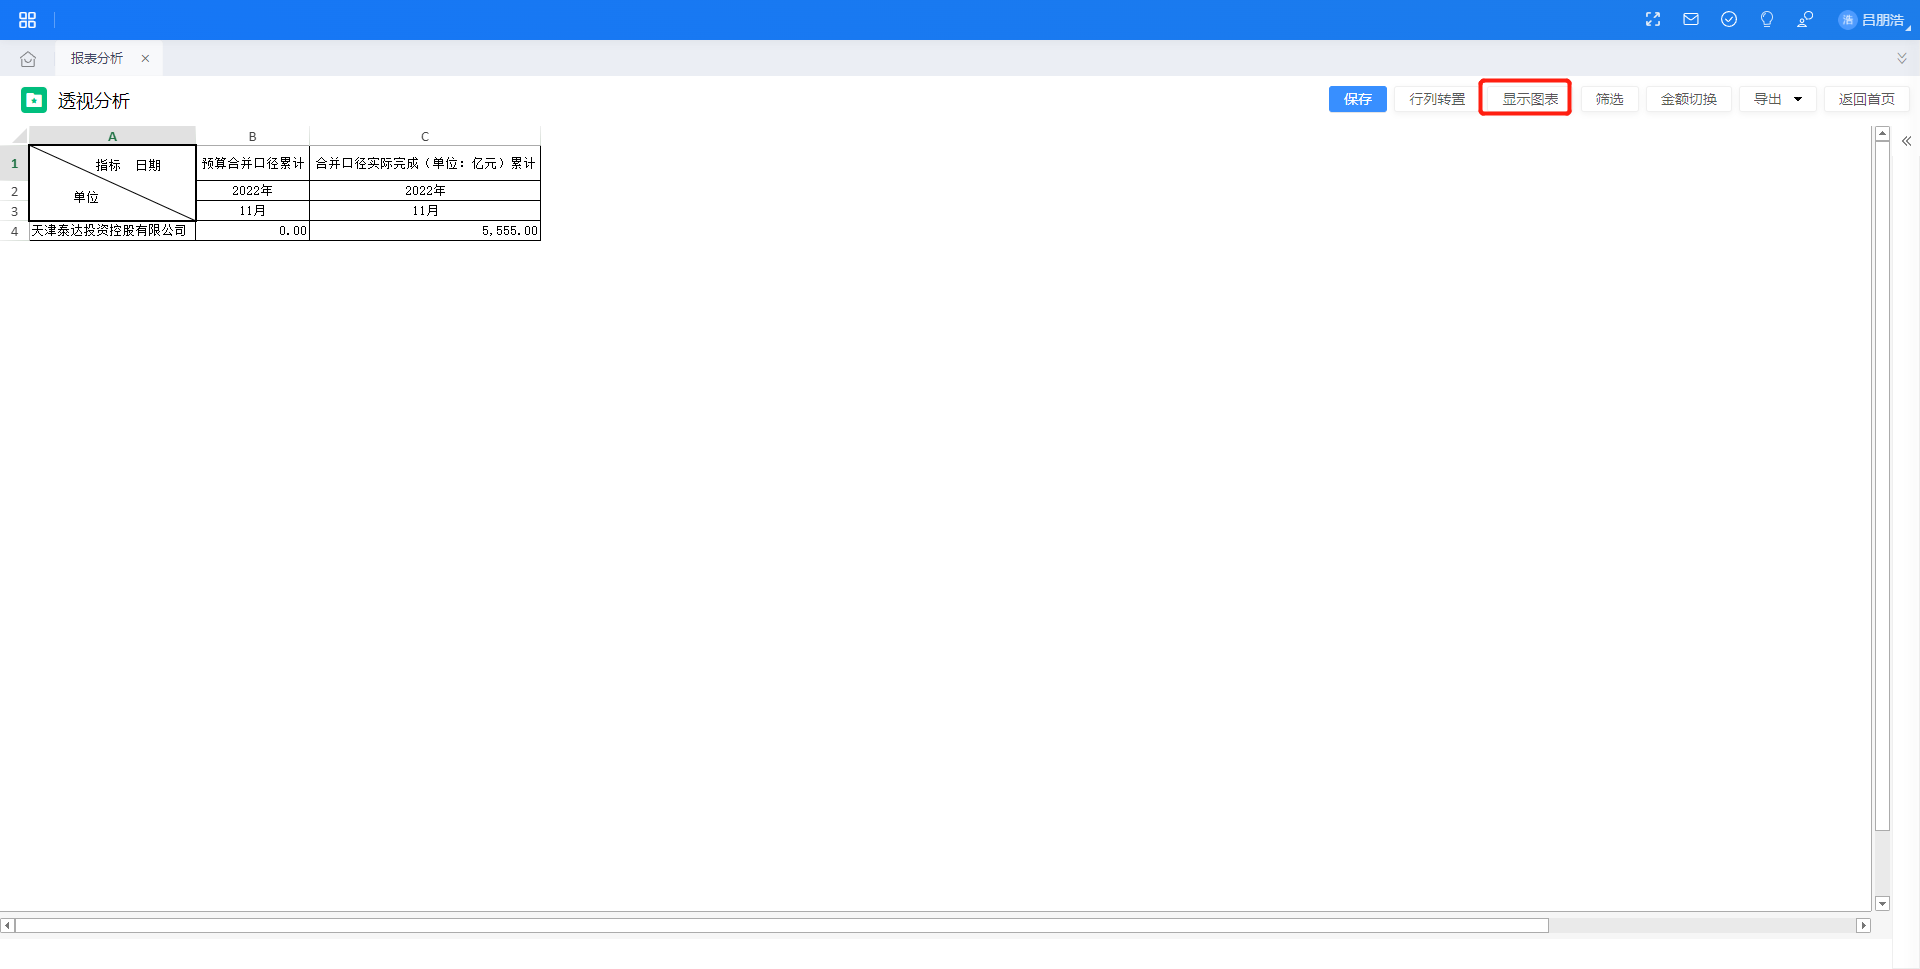 浩 吕朋浩
报表分析
透视分析
保存 行列转置 显示图表 筛选 金额切换 导出 返回首页
A B C
1 指标 日期 预算合并口径累计 合并口径实际完成（单位：亿元）累计
单位
2 2022年 2022年
3 11月 11月
4 天津泰达投资控股有限公司 0.00 5,555.00